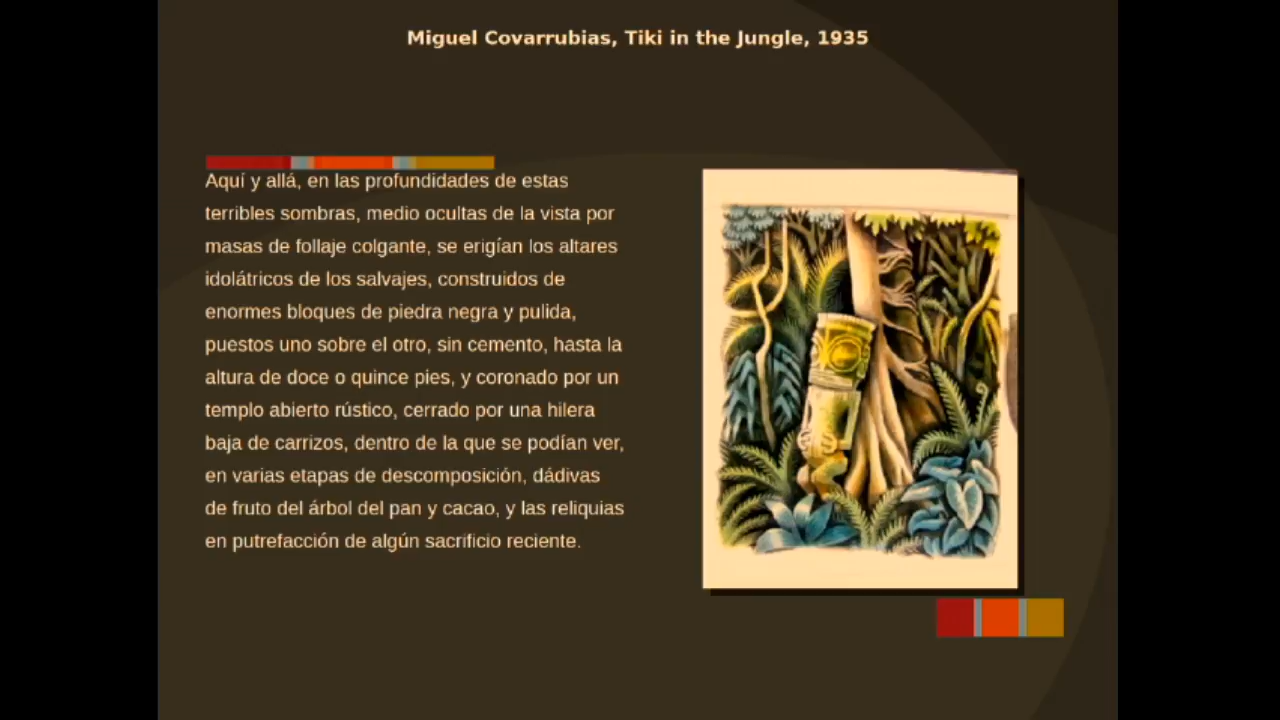 Miguel Covarrubias, Tiki in the Jungle, 1935
Aquí y allá, en las profundidades de estas
terribles sombras, medio ocultas de la vista por
masas de follaje colgante, se erigían los altares
idolátricos de los salvajes, construidos de
enormes bloques de piedra negra y pulida,
puestos uno sobre el otro, sin cemento, hasta la
altura de doce o quince pies, y coronado por un
templo abierto rústico, cerrado por una hilera
baja de carrizos, dentro de la que se podían ver,
en varias etapas de descomposición, dádivas
de fruto del árbol del pan y cacao, y las reliquias
en putrefacción de algún sacrificio reciente.